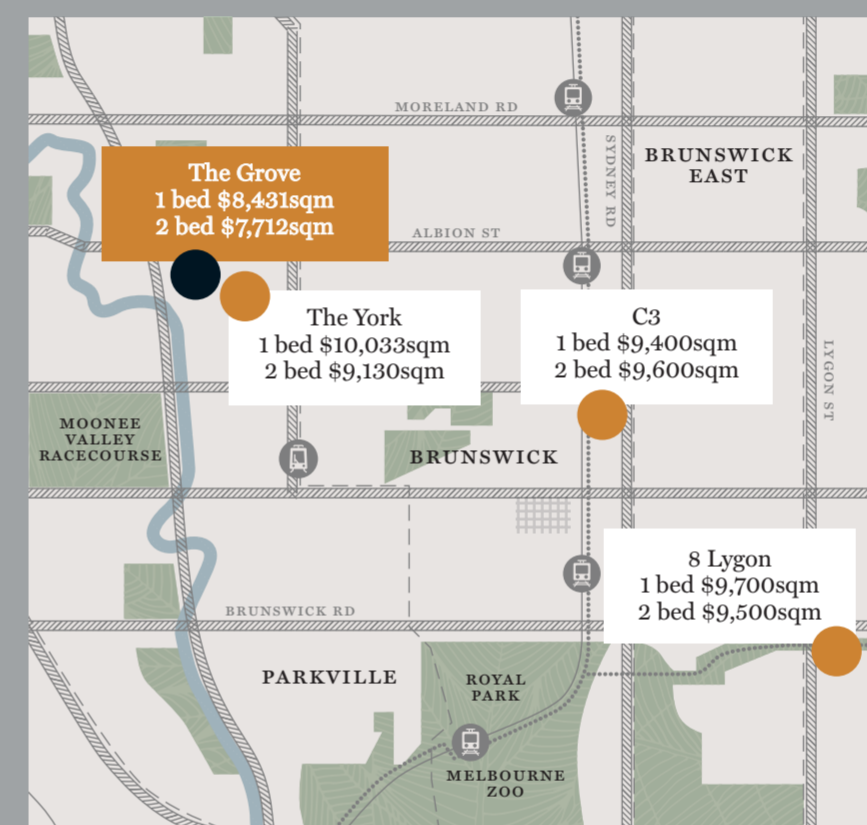 MORELAND RD
SYDNEY RD
BRUNSWICK
EAST
The Grove
1 bed $8,431sqm
2 bed $7,712sqm
ALBION ST
The York
1 bed $10,033sqm
2 bed $9,130sqm
C3
1 bed $9,400sqm
2 bed $9,600sqm
LYGON ST
MOONEE
VALLEY
RACECOURSE
BRUNSWICK
8 Lygon
1 bed $9,700sqm
2 bed $9,500sqm
BRUNSWICK RD
PARKVILLE
ROYAL
PARK
MELBOURNE
ZOO